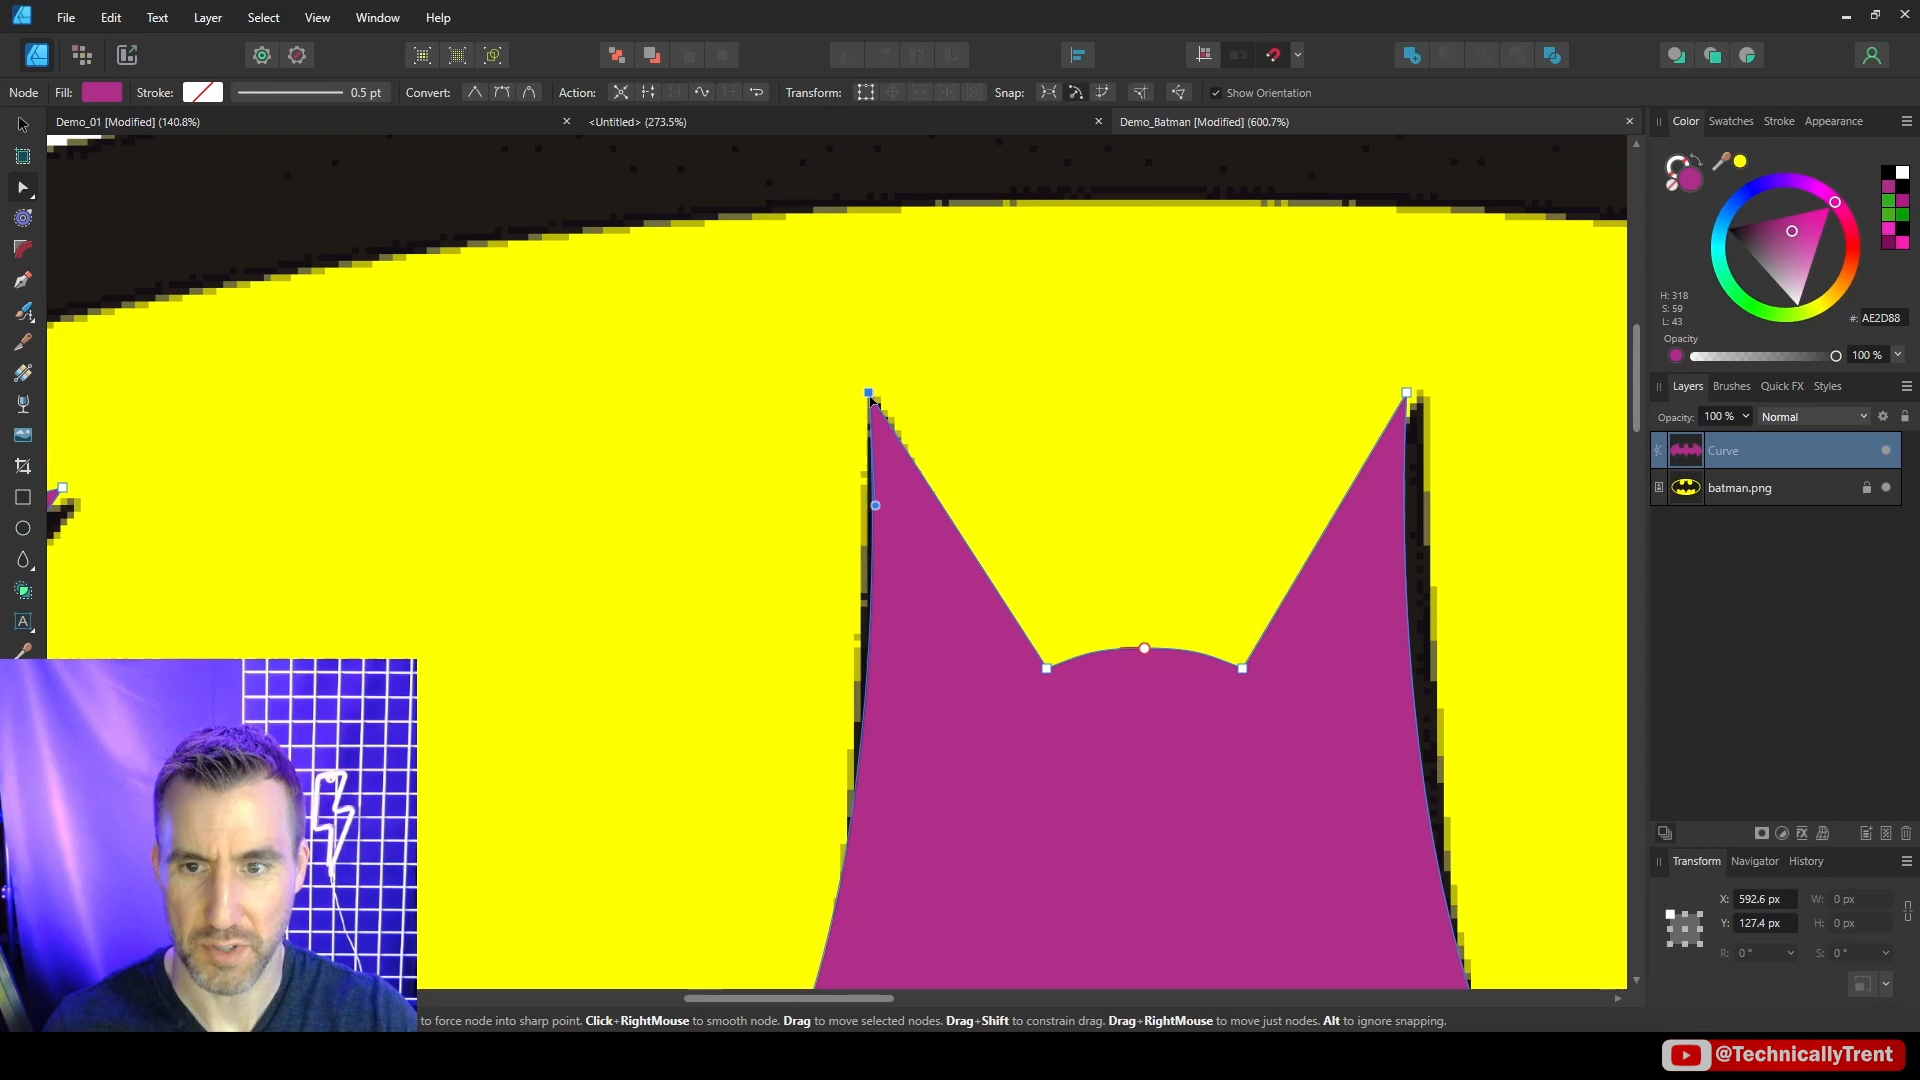 File Edit Text Layer Select View Window Help
Node Fill: Stroke: 0.5 pt Convert: Action: Transform: Snap: Show Orientation
Demo_01 [Modified] (140.8%) <Untitled> (273.5%) Demo_Batman [Modified] (600.7%)
Color Swatches Stroke Appearance
H: 318
S: 59
L: 43
#: AE2D88
Opacity
100 %
Layers Brushes Quick FX Styles
Opacity: 100 % Normal
Curve
batman.png
A
Transform Navigator History
X: 592.6 px W: 0 px
Y: 127.4 px H: 0 px
R: 0 ° S: 0 °
to force node into sharp point. Click+RightMouse to smooth node. Drag to move selected nodes. Drag+Shift to constrain drag. Drag+RightMouse to move just nodes. Alt to ignore snapping.
@TechnicallyTrent